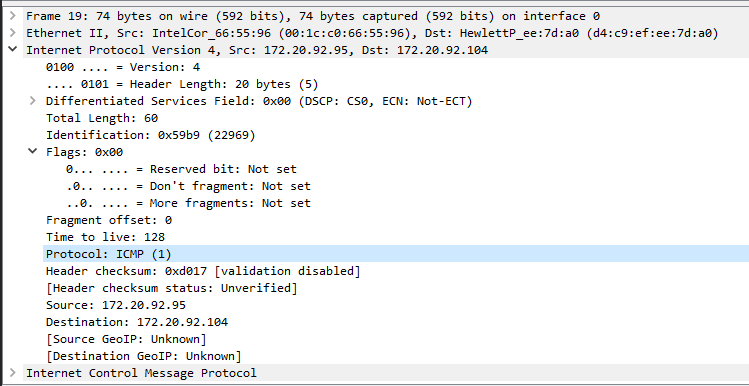 Frame 19: 74 bytes on wire (592 bits), 74 bytes captured (592 bits) on interface 0
Ethernet II, Src: IntelCor_66:55:96 (00:1c:c0:66:55:96), Dst: HewlettP_ee:7d:a0 (d4:c9:ef:ee:7d:a0)
Internet Protocol Version 4, Src: 172.20.92.95, Dst: 172.20.92.104
0100 .... = Version: 4
.... 0101 = Header Length: 20 bytes (5)
Differentiated Services Field: 0x00 (DSCP: CS0, ECN: Not-ECT)
Total Length: 60
Identification: 0x59b9 (22969)
Flags: 0x00
0... .... = Reserved bit: Not set
.0.. .... = Don't fragment: Not set
..0. .... = More fragments: Not set
Fragment offset: 0
Time to live: 128
Protocol: ICMP (1)
Header checksum: 0xd017 [validation disabled]
[Header checksum status: Unverified]
Source: 172.20.92.95
Destination: 172.20.92.104
[Source GeoIP: Unknown]
[Destination GeoIP: Unknown]
Internet Control Message Protocol